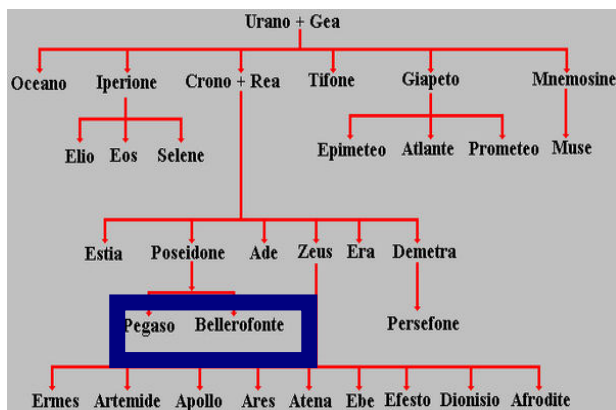 Urano + Gea
Oceano Iperione Crono + Rea Tifone Giapeto Mnemosine
Elio Eos Selene Epimeteo Atlante Prometeo Muse
Estia Poseidone Ade Zeus Era Demetra
Pegaso Bellerofonte Persefone
Ermes Artemide Apollo Ares Atena Ebe Efesto Dionisio Afrodite